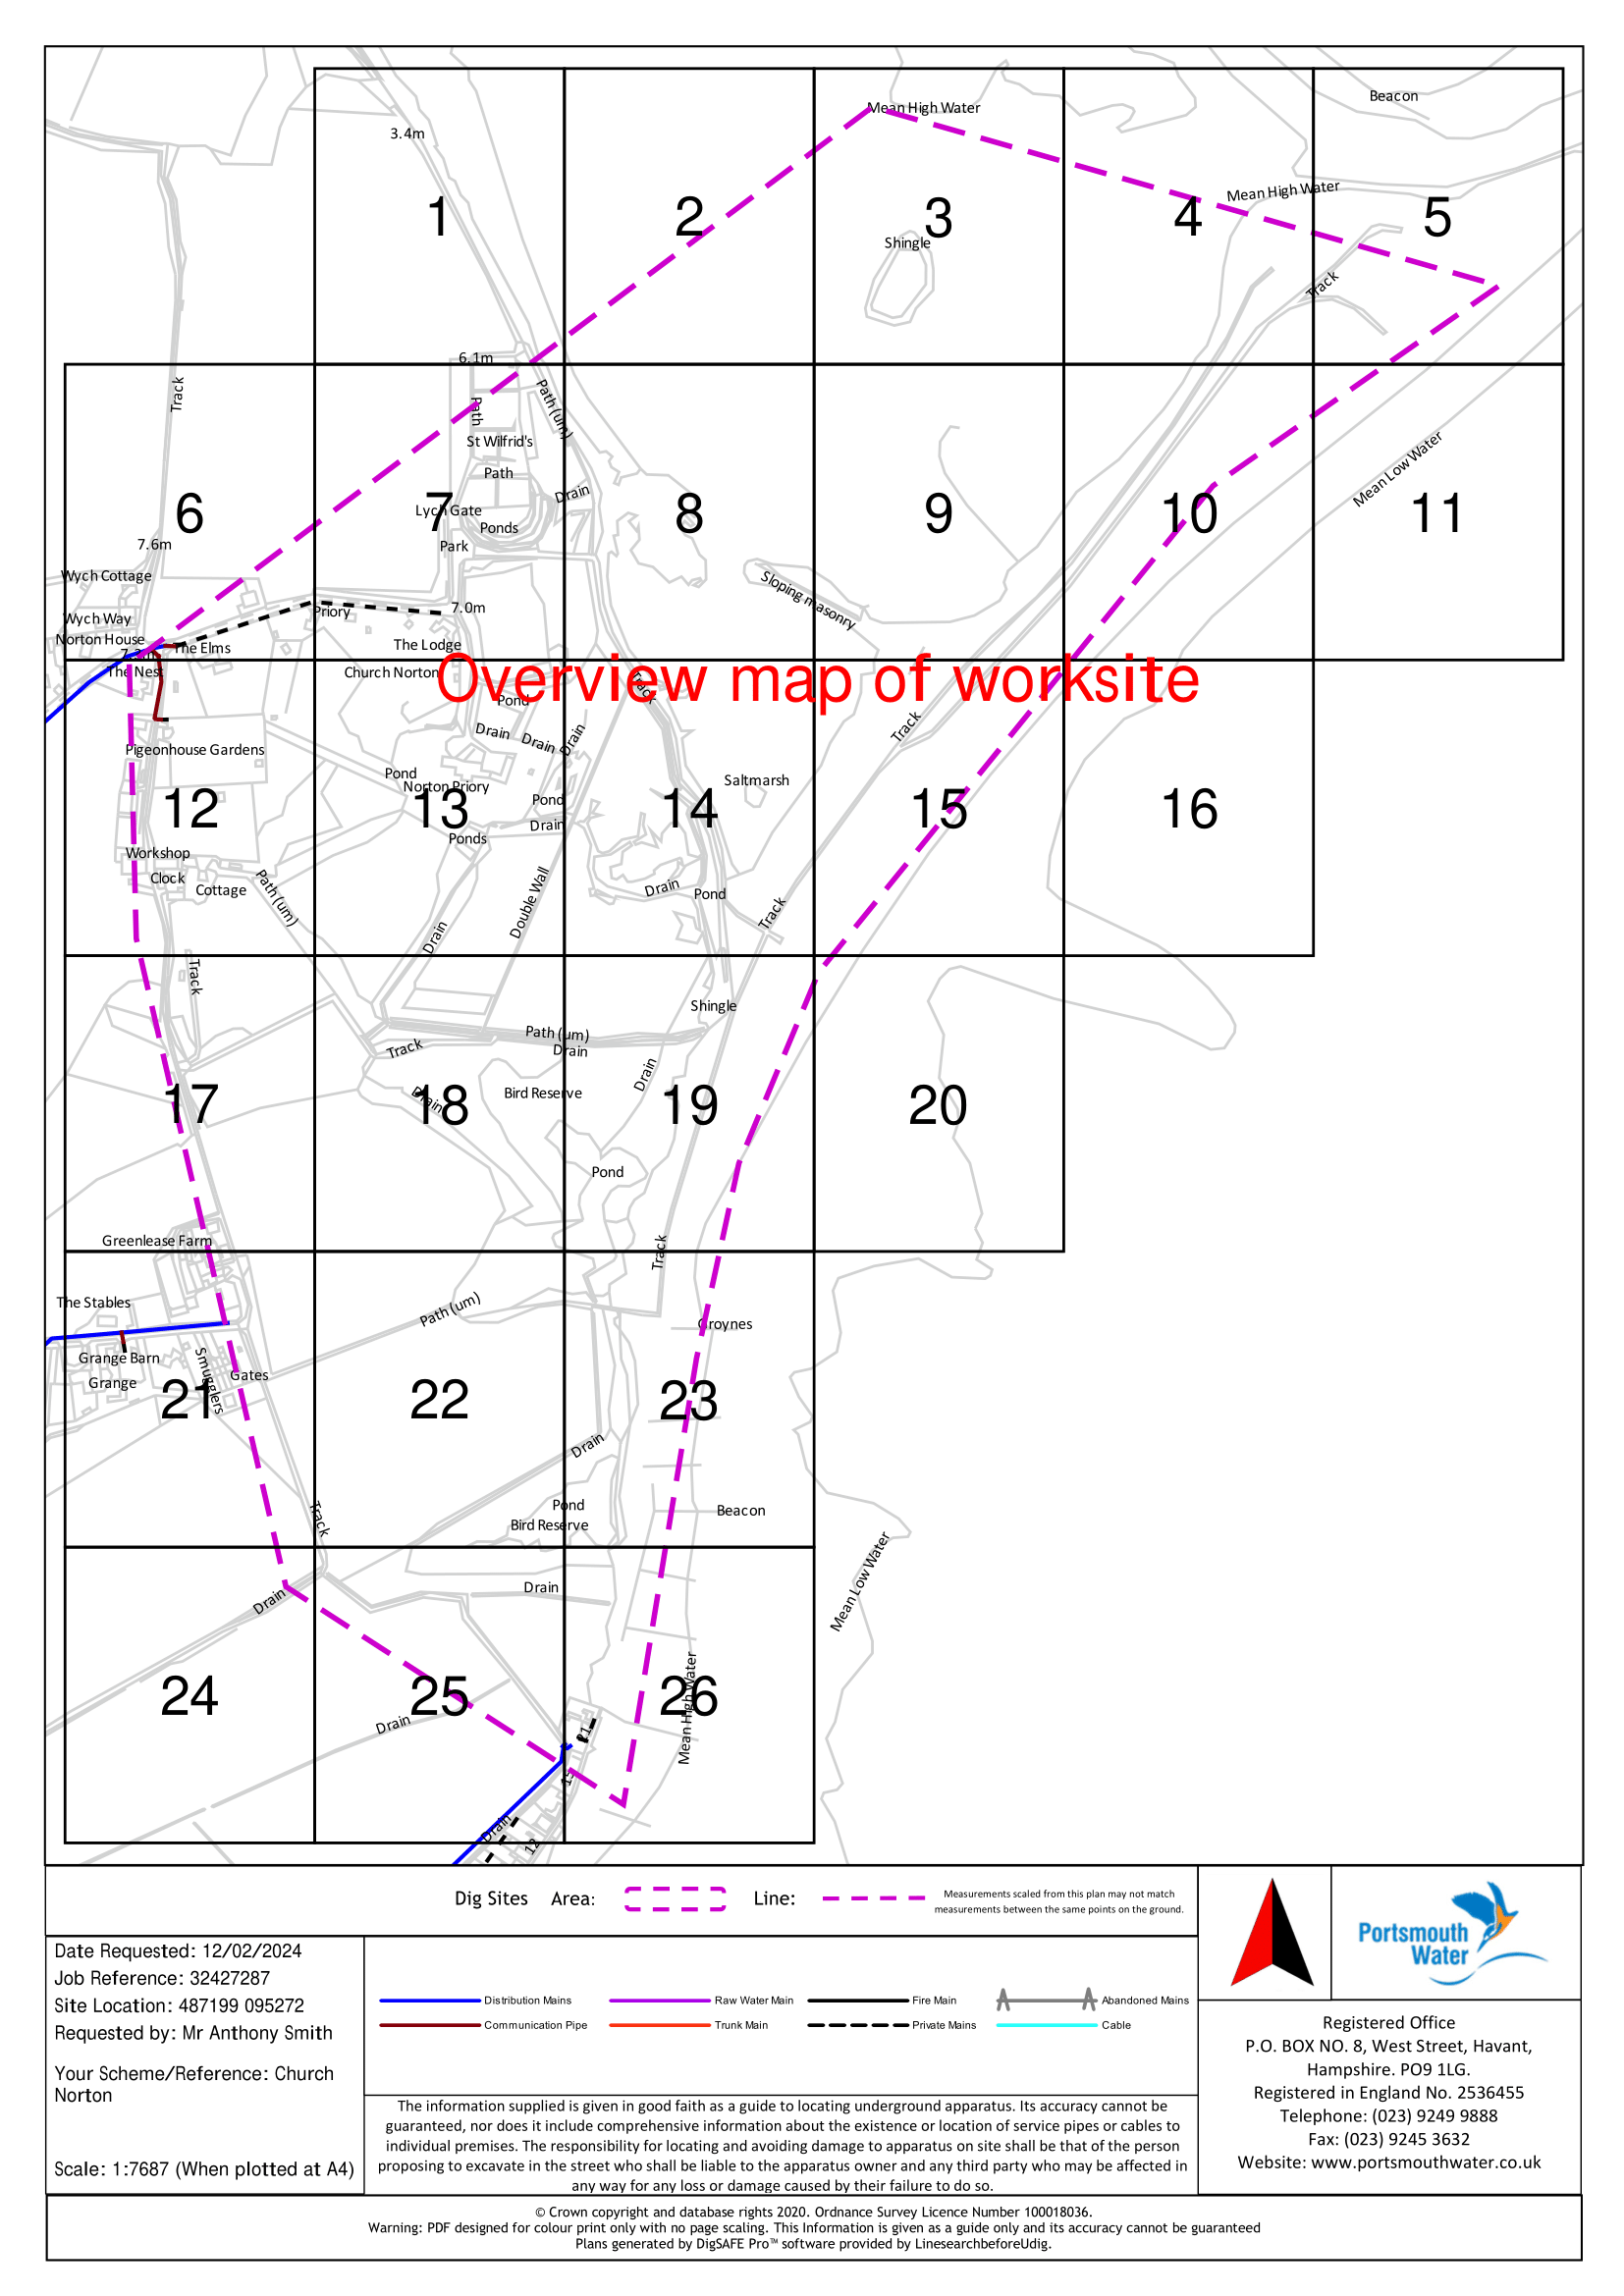 Beacon
Mean High Water
3.4m
Mean High Water
1
2
3
4
5
Shingle
Track
6.1m
Track
Path
Path (um)
St Wilfrid's
Mean Low Water
Path
Drain
6
Lych Gate
7
8
9
10
11
Ponds
7.6m
Park
Wych Cottage
Sloping masonry
Priory
7.0m
Wych Way
Norton House
The Elms
The Lodge
The Nest
Church Norton
Overview map of worksite
Track
Pond
Drain
Drain
Drain
Track
Pigeonhouse Gardens
Pond
Norton Priory
Saltmarsh
12
13
Pond
14
15
16
Drain
Ponds
Workshop
Clock
Cottage
Path (um)
Double Wall
Drain
Pond
Track
Drain
Track
Shingle
Path (um)
Drain
Track
Drain
Bird Reserve
Drain
17
18
19
20
Pond
Greenlease Farm
Track
The Stables
Path (um)
Groynes
Grange Barn
Smugglers
Gates
Grange
21
22
23
Drain
Track
Pond
Beacon
Bird Reserve
Mean Low Water
Drain
Drain
24
25
26
Mean High Water
Drain
21
15
Drain
12
Dig Sites Area: Line:
Measurements scaled from this plan may not match
measurements between the same points on the ground.
Portsmouth
Water
Date Requested: 12/02/2024
Job Reference: 32427287
Site Location: 487199 095272
Requested by: Mr Anthony Smith
Your Scheme/Reference: Church
Norton
Scale: 1:7687 (When plotted at A4)
Distribution Mains
Raw Water Main
Fire Main
Abandoned Mains
Communication Pipe
Trunk Main
Private Mains
Cable
The information supplied is given in good faith as a guide to locating underground apparatus. Its accuracy cannot be
guaranteed, nor does it include comprehensive information about the existence or location of service pipes or cables to
individual premises. The responsibility for locating and avoiding damage to apparatus on site shall be that of the person
proposing to excavate in the street who shall be liable to the apparatus owner and any third party who may be affected in
any way for any loss or damage caused by their failure to do so.
Registered Office
P.O. BOX NO. 8, West Street, Havant,
Hampshire. PO9 1LG.
Registered in England No. 2536455
Telephone: (023) 9249 9888
Fax: (023) 9245 3632
Website: www.portsmouthwater.co.uk
© Crown copyright and database rights 2020. Ordnance Survey Licence Number 100018036.
Warning: PDF designed for colour print only with no page scaling. This Information is given as a guide only and its accuracy cannot be guaranteed
Plans generated by DigSAFE Pro™ software provided by LinesearchbeforeUdig.